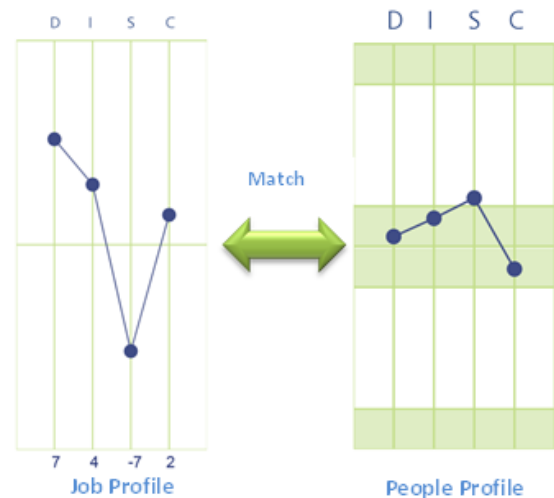 D I S C
D I S C
Match
7 4 -7 2
Job Profile
People Profile